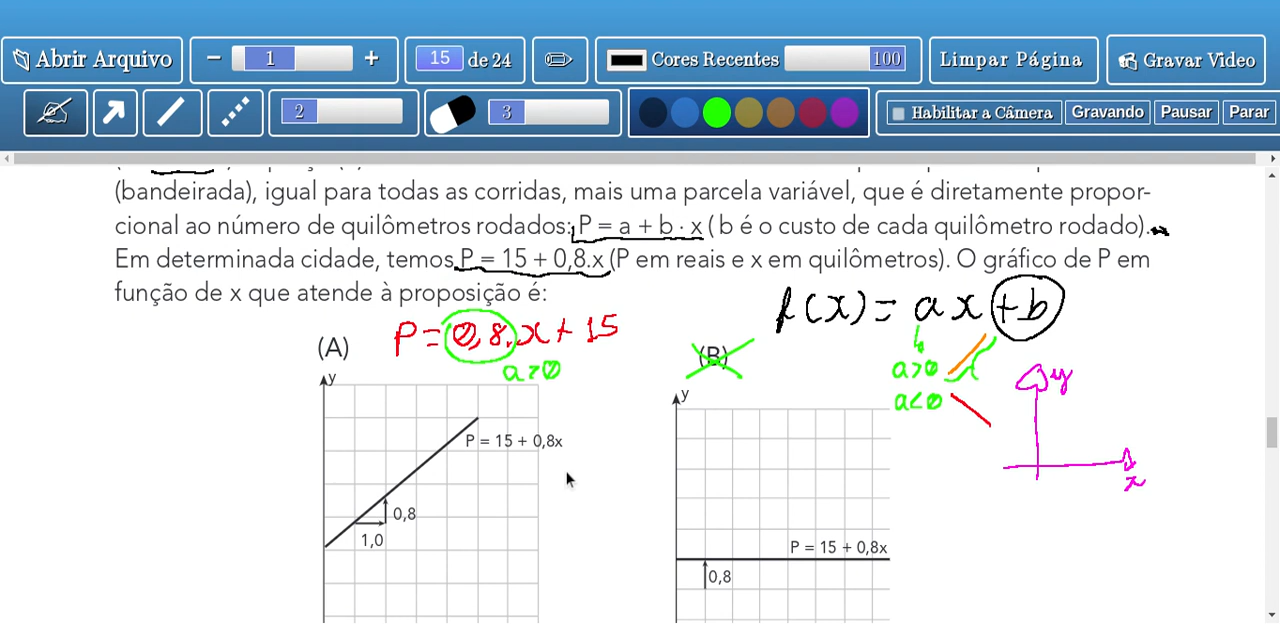 Abrir Arquivo
− 1 +
15 de 24
Cores Recentes 100
Limpar Página
Gravar Video
2
3
Habilitar a Câmera Gravando Pausar Parar
(bandeirada), igual para todas as corridas, mais uma parcela variável, que é diretamente propor-
cional ao número de quilômetros rodados: P = a + b · x ( b é o custo de cada quilômetro rodado).
Em determinada cidade, temos P = 15 + 0,8.x (P em reais e x em quilômetros). O gráfico de P em
função de x que atende à proposição é:
f(x) = ax + b
a>0
a<0
y
x
(A)
P = 0,8.x + 15
a>0
y
P = 15 + 0,8x
0,8
1,0
(B)
y
P = 15 + 0,8x
0,8